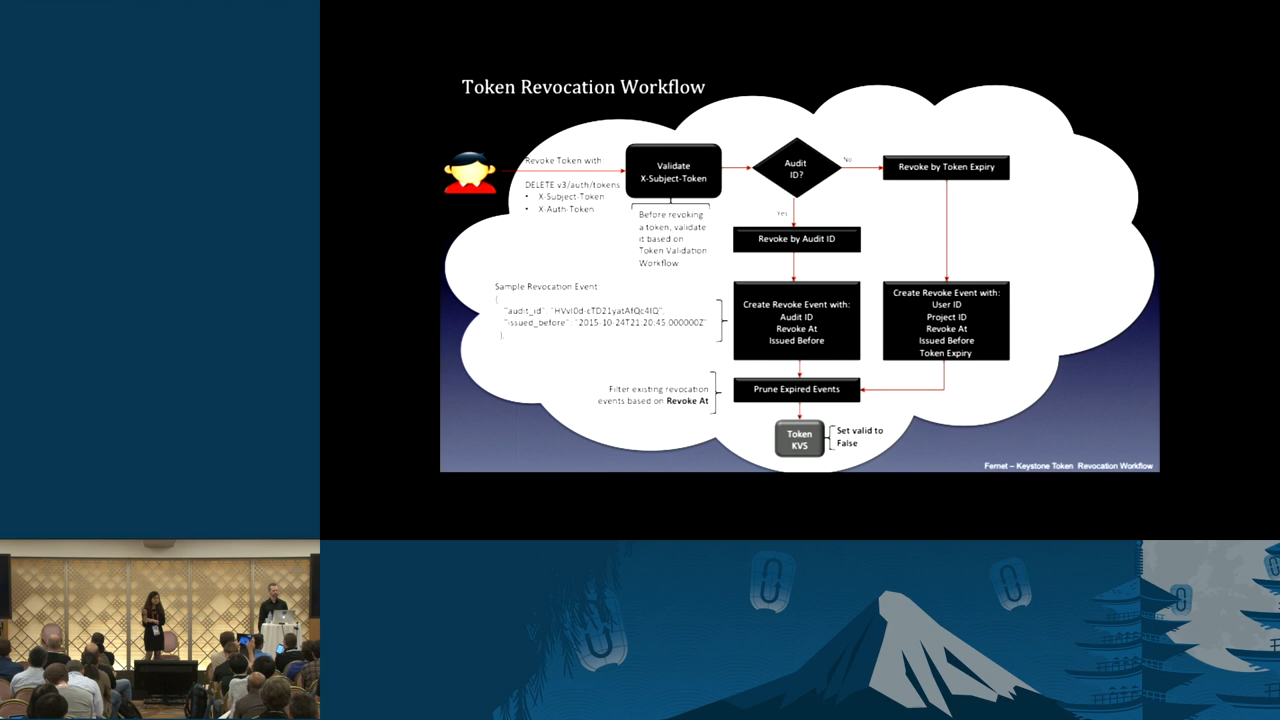 Token Revocation Workflow
Revoke Token with:
DELETE v3/auth/tokens
• X-Subject-Token
• X-Auth-Token
Validate
X-Subject-Token
Before revoking
a token, validate
it based on
Token Validation
Workflow
Audit
ID?
No
Yes
Revoke by Token Expiry
Revoke by Audit ID
Sample Revocation Event:
{
"issued_before": "2015-10-24T21:20:45.000000Z"
},
Create Revoke Event with:
Audit ID
Revoke At
Issued Before
Create Revoke Event with:
User ID
Project ID
Revoke At
Issued Before
Token Expiry
Filter existing revocation
events based on Revoke At
Prune Expired Events
Token
KVS
Set valid to
False
Fernet – Keystone Token Revocation Workflow